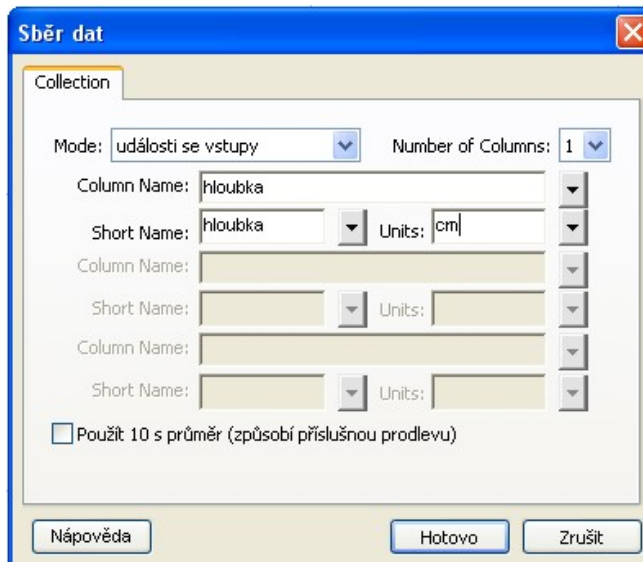 Sběr dat
Collection
Mode: události se vstupy Number of Columns: 1
Column Name: hloubka
Short Name: hloubka Units: cm
Column Name:
Short Name: Units:
Column Name:
Short Name: Units:
Použít 10 s průměr (způsobí příslušnou prodlevu)
Nápověda Hotovo Zrušit